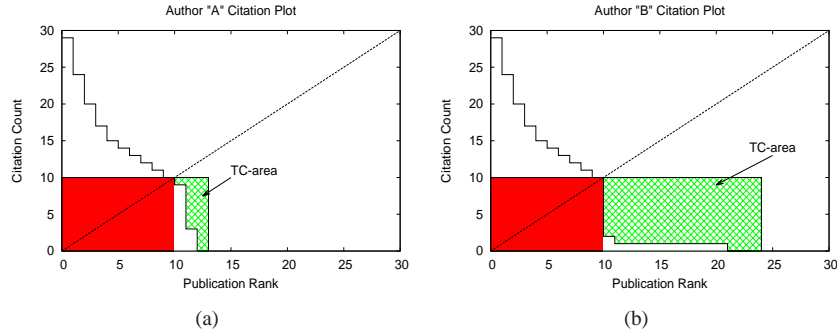 Author "A" Citation Plot
30
25
20
15
10
5
0
Citation Count
TC-area
0 5 10 15 20 25 30
Publication Rank
(a)
Author "B" Citation Plot
30
25
20
15
10
5
0
Citation Count
TC-area
0 5 10 15 20 25 30
Publication Rank
(b)